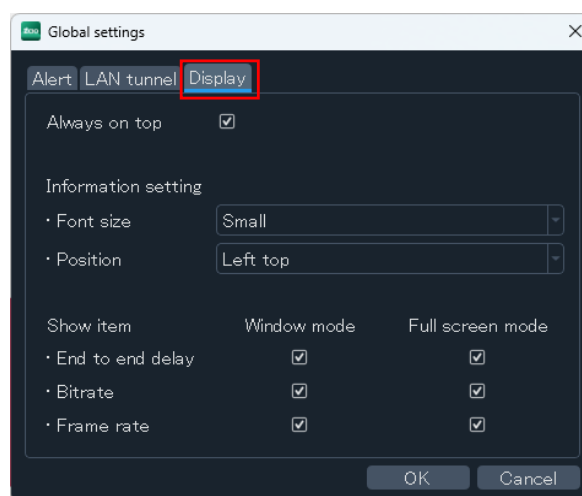 Global settings
Alert LAN tunnel Display
Always on top
Information setting
・Font size Small
・Position Left top
Show item Window mode Full screen mode
・End to end delay
・Bitrate
・Frame rate
OK Cancel